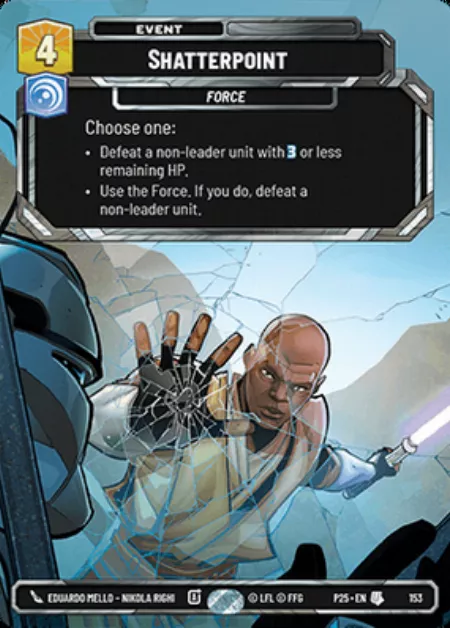 EVENT
4
SHATTERPOINT
FORCE
Choose one:
• Defeat a non-leader unit with 3 or less
remaining HP.
• Use the Force. If you do, defeat a
non-leader unit.
EDUARDO MELLO - NIKOLA RIGHI
© LFL © FFG
P25 • EN
153